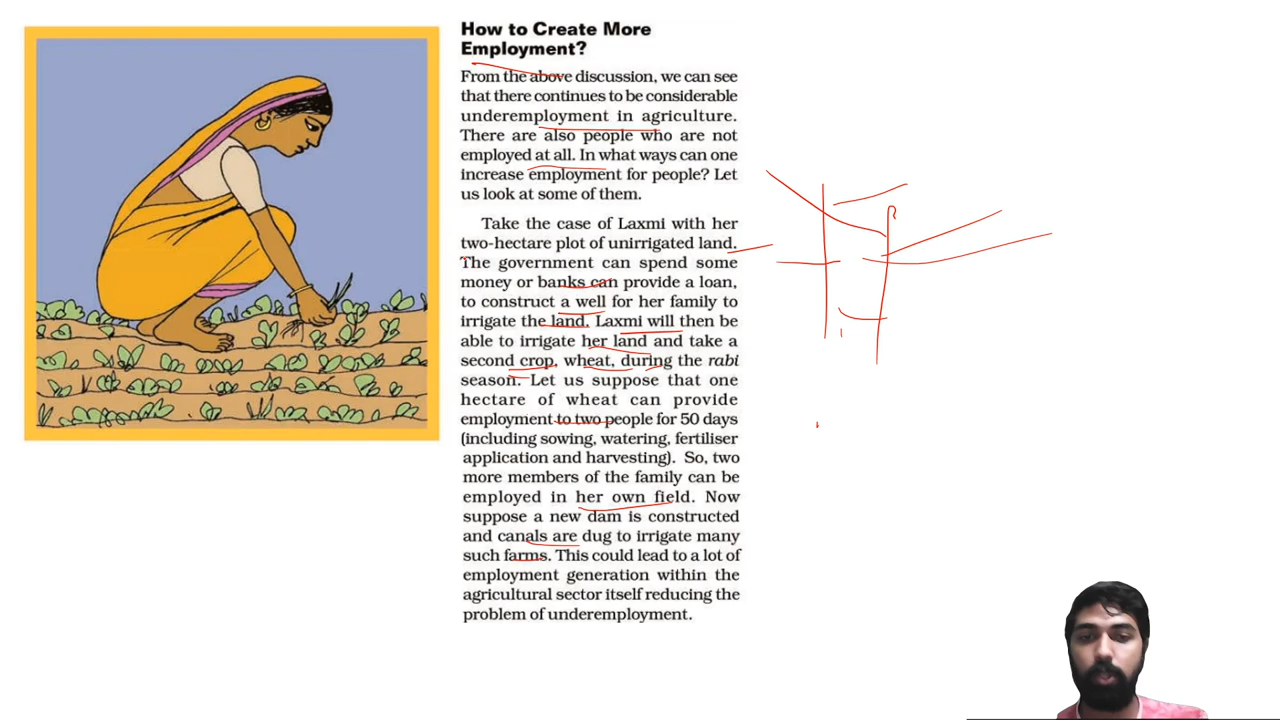 How to Create More
Employment?
From the above discussion, we can see
that there continues to be considerable
underemployment in agriculture.
There are also people who are not
employed at all. In what ways can one
increase employment for people? Let
us look at some of them.
Take the case of Laxmi with her
two-hectare plot of unirrigated land.
The government can spend some
money or banks can provide a loan,
to construct a well for her family to
irrigate the land. Laxmi will then be
able to irrigate her land and take a
second crop, wheat, during the rabi
season. Let us suppose that one
hectare of wheat can provide
employment to two people for 50 days
(including sowing, watering, fertiliser
application and harvesting). So, two
more members of the family can be
employed in her own field. Now
suppose a new dam is constructed
and canals are dug to irrigate many
such farms. This could lead to a lot of
employment generation within the
agricultural sector itself reducing the
problem of underemployment.